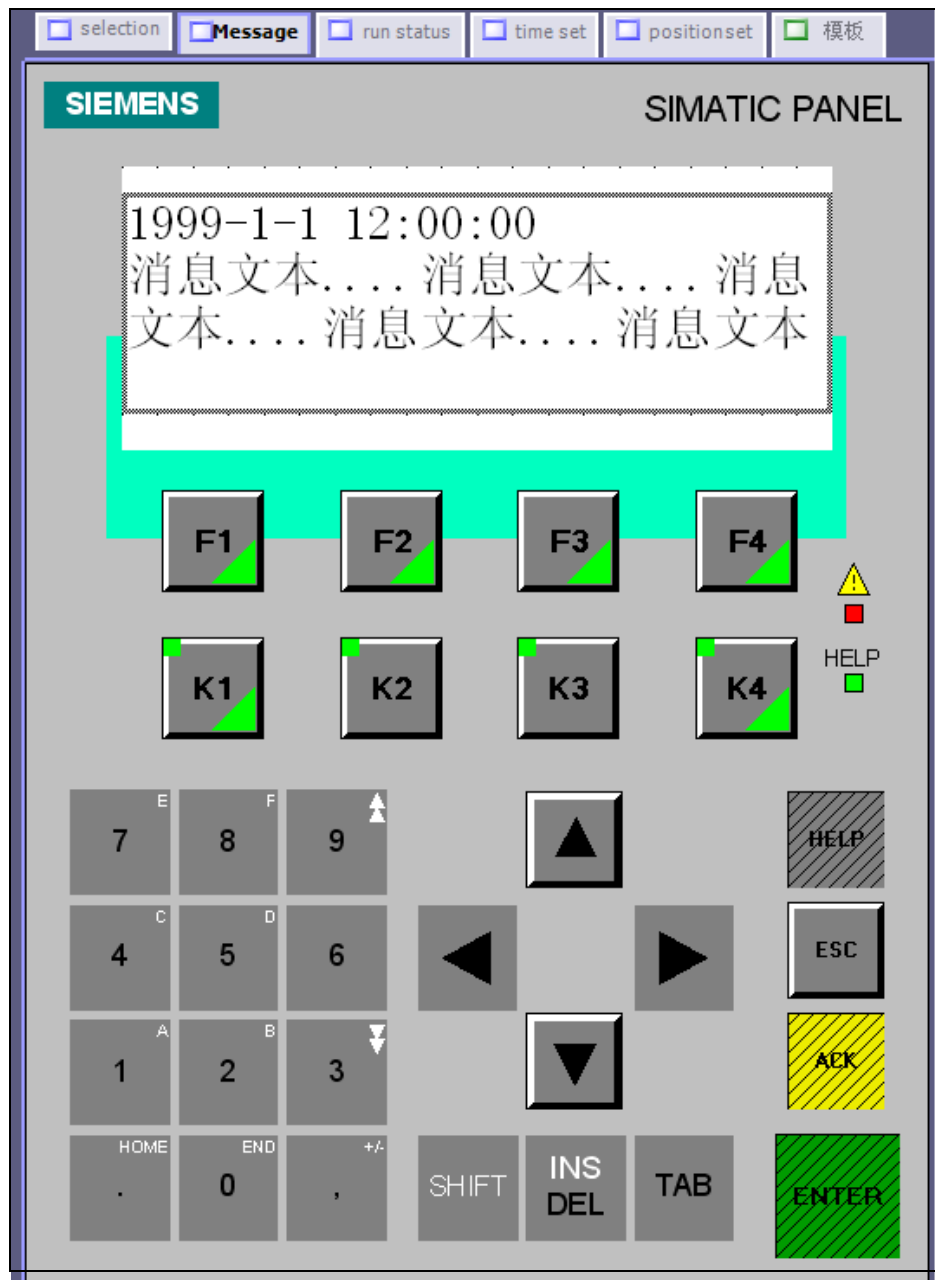 selection Message run status time set positionset 模板
SIEMENS SIMATIC PANEL
1999-1-1 12:00:00
消息文本....消息文本....消息
文本....消息文本....消息文本
F1 F2 F3 F4
HELP
K1 K2 K3 K4
E F
7 8 9 HELP
C D
4 5 6 ESC
A B
1 2 3 ACK
HOME END +/-
. 0 , SHIFT INS DEL TAB ENTER